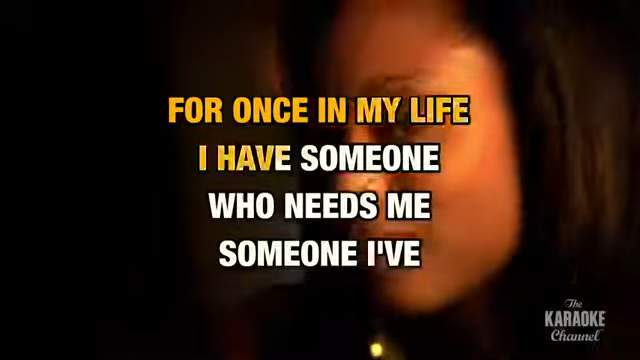 FOR ONCE IN MY LIFE
I HAVE SOMEONE
WHO NEEDS ME
SOMEONE I'VE
The
KARAOKE
Channel